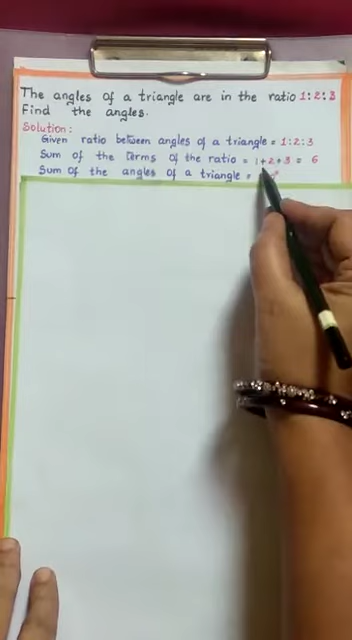 The angles of a triangle are in the ratio 1:2:3
Find the angles.
Solution:
Given ratio between angles of a triangle = 1:2:3
Sum of the terms of the ratio = 1+2+3 = 6
Sum of the angles of a triangle =